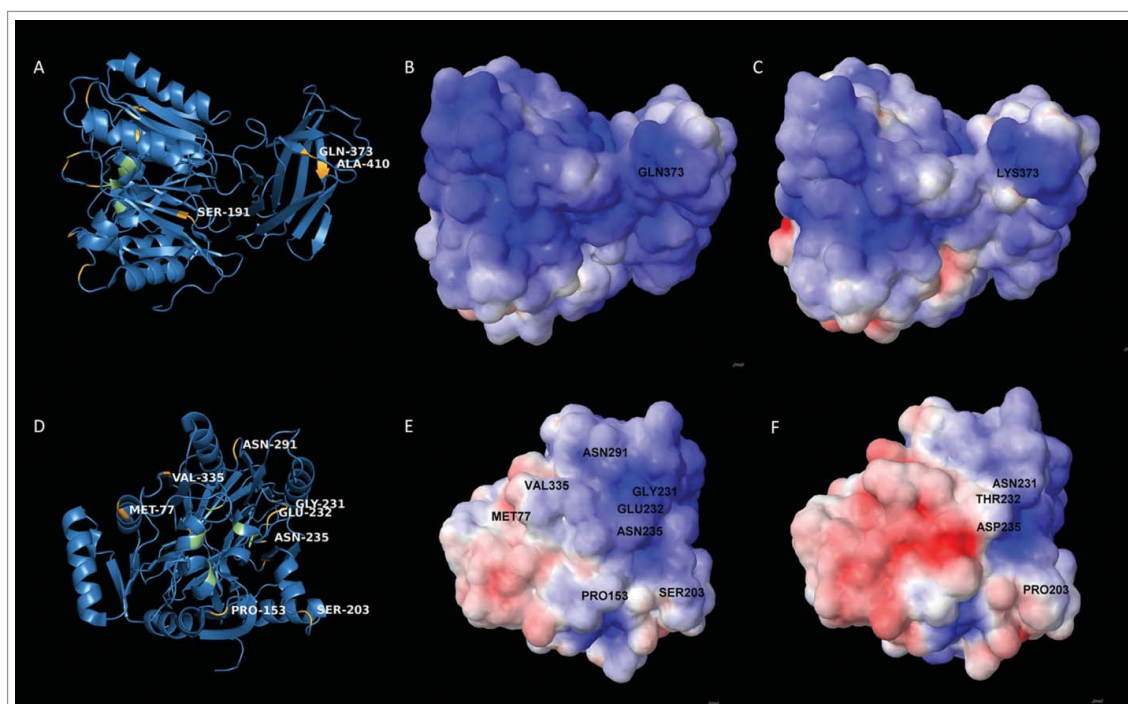 A
B
C
GLN-373
ALA-410
SER-191
GLN373
LYS373
D
E
F
ASN-291
VAL-335
MET-77
GLY-231
GLU-232
ASN-235
PRO-153
SER-203
ASN291
VAL335
MET77
GLY231
GLU232
ASN235
PRO153
SER203
ASN231
THR232
ASP235
PRO203